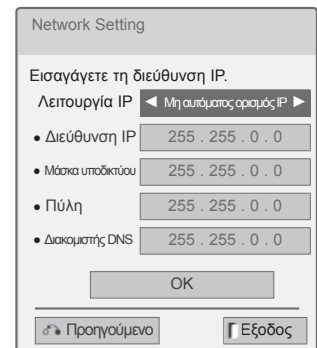 Network Setting
Εισαγάγετε τη διεύθυνση IP.
Λειτουργία IP ◀ Μη αυτόματος ορισμός IP ▶
• Διεύθυνση IP 255 . 255 . 0 . 0
• Μάσκα υποδικτύου 255 . 255 . 0 . 0
• Πύλη 255 . 255 . 0 . 0
• Διακομιστής DNS 255 . 255 . 0 . 0
OK
Προηγούμενο Εξοδος